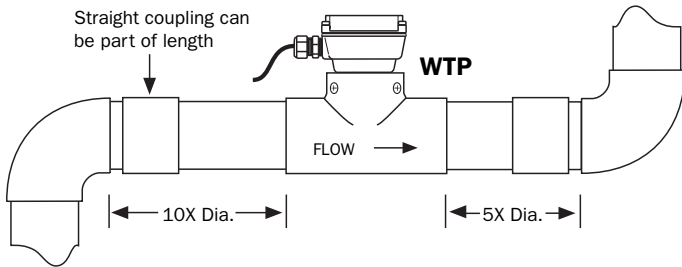 Straight coupling can
be part of length
WTP
FLOW
10X Dia.
5X Dia.